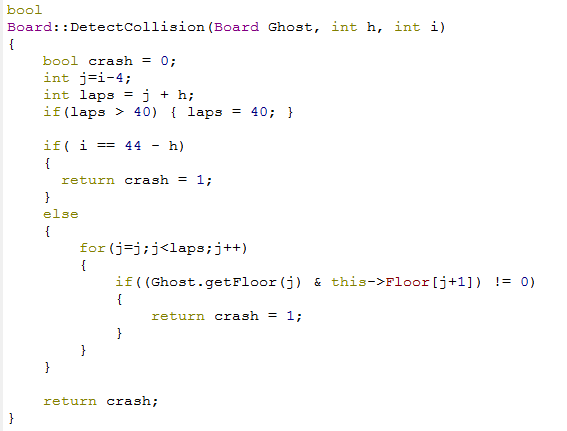 bool
Board::DetectCollision(Board Ghost, int h, int i)
{
    bool crash = 0;
    int j=i-4;
    int laps = j + h;
    if(laps > 40) { laps = 40; }

    if( i == 44 - h)
    {
      return crash = 1;
    }
    else
    {
        for(j=j;j<laps;j++)
        {
            if((Ghost.getFloor(j) & this->Floor[j+1]) != 0)
            {
                return crash = 1;
            }
        }
    }

    return crash;
}